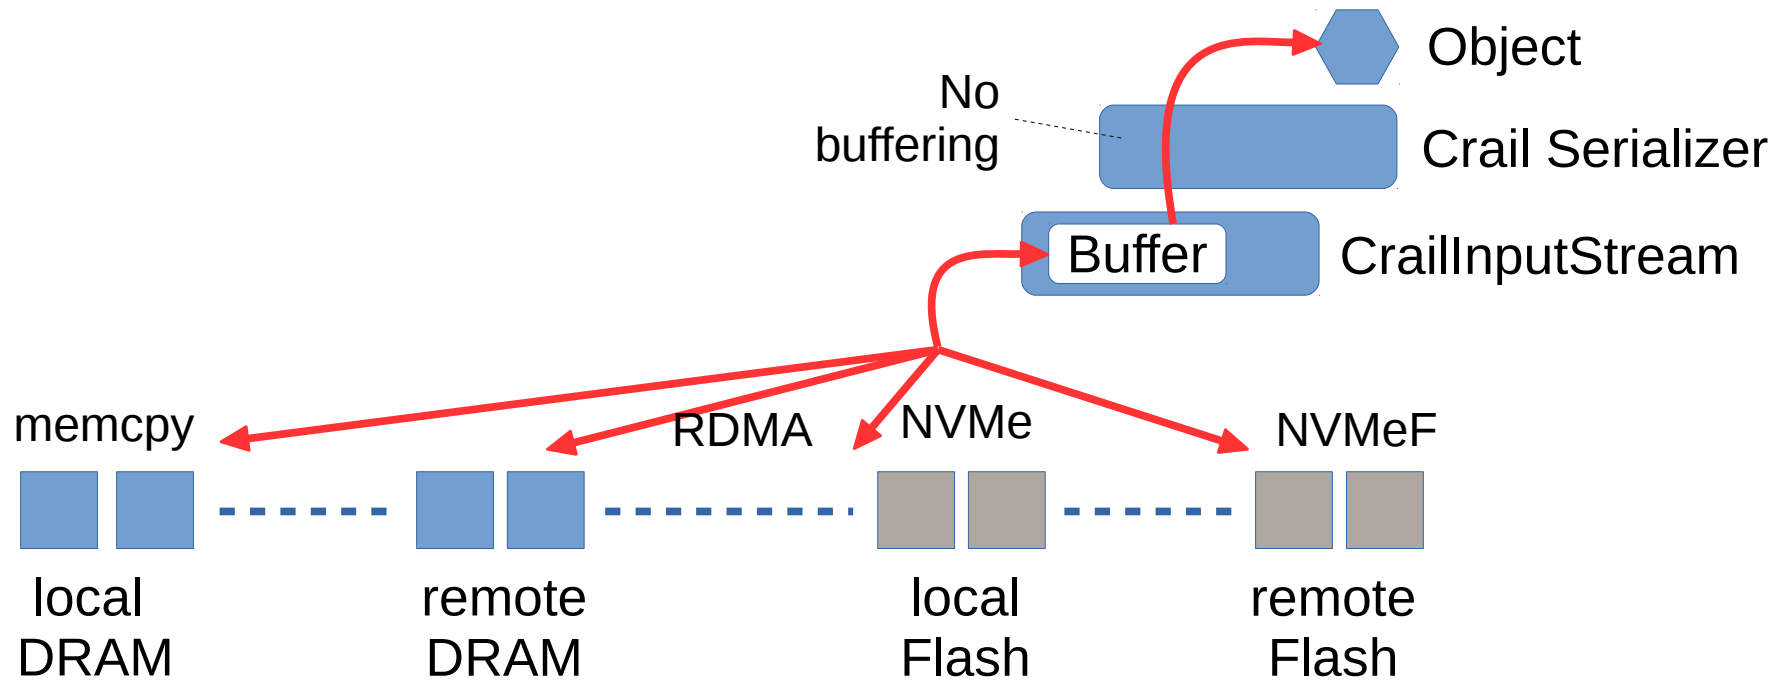 Object
No
buffering
Crail Serializer
Buffer
CrailInputStream
memcpy
RDMA
NVMe
NVMeF
local
DRAM
remote
DRAM
local
Flash
remote
Flash